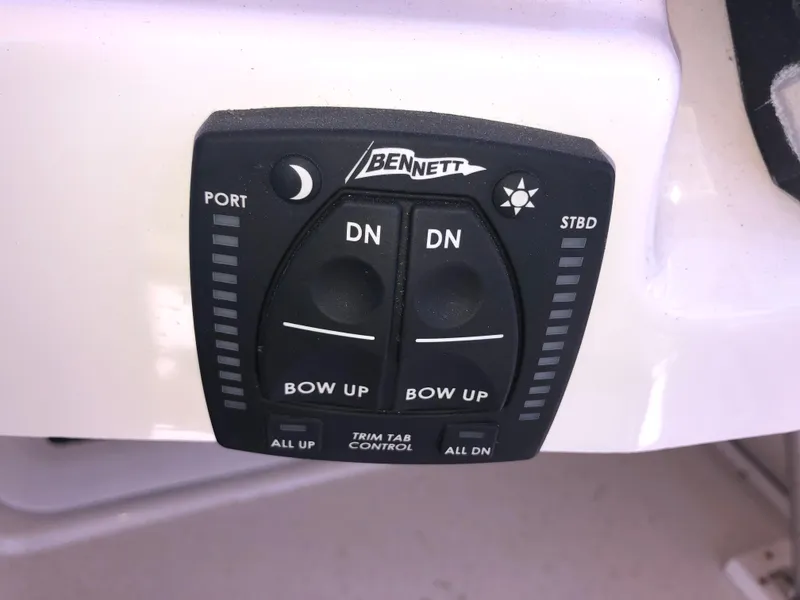 BENNETT
PORT
STBD
DN
DN
BOW UP
BOW UP
ALL UP
TRIM TAB
CONTROL
ALL DN